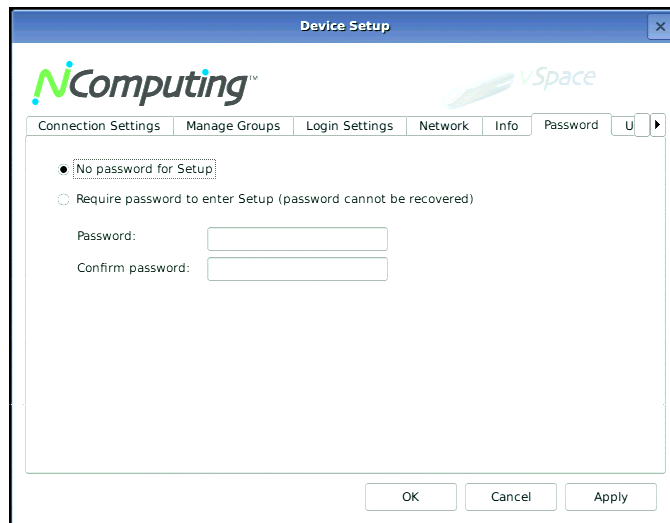 Device Setup
NComputing™
vSpace
Connection Settings Manage Groups Login Settings Network Info Password U
No password for Setup
Require password to enter Setup (password cannot be recovered)
Password:
Confirm password:
OK Cancel Apply